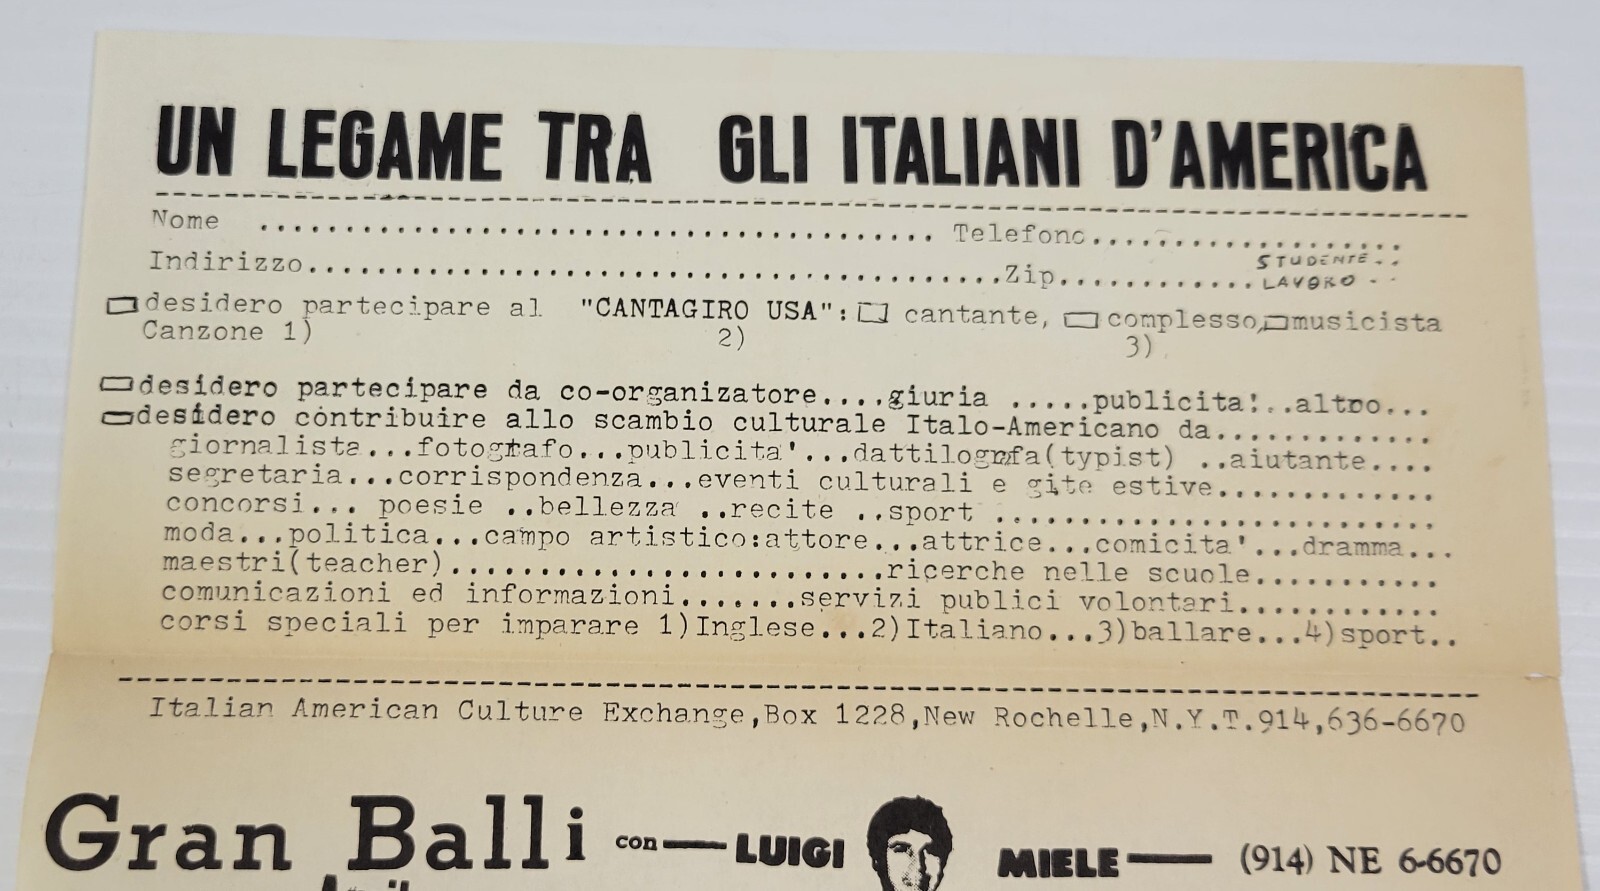 UN LEGAME TRA GLI ITALIANI D'AMERICA
Nome ........................................ Telefono...................
STUDENTE...
Indirizzo.........................................Zip............LAVORO ..
desidero partecipare al "CANTAGIRO USA": cantante, complesso, musicista
Canzone 1) 2) 3)
desidero partecipare da co-organizatore....giuria .....publicita'..altro...
desidero contribuire allo scambio culturale Italo-Americano da.............
giornalista...fotografo...publicita'...dattilogrfa(typist) ..aiutante....
segretaria...corrispondenza...eventi culturali e gite estive.............
concorsi... poesie ..bellezza ..recite ..sport ..........................
moda...politica...campo artistico:attore...attrice...comicita'...dramma...
maestri(teacher).........................ricerche nelle scuole...........
comunicazioni ed informazioni.......servizi publici volontari............
corsi speciali per imparare 1)Inglese...2)Italiano...3)ballare...4)sport..
Italian American Culture Exchange,Box 1228,New Rochelle,N.Y.T.914,636-6670
Gran Balli con — LUIGI MIELE — (914) NE 6-6670